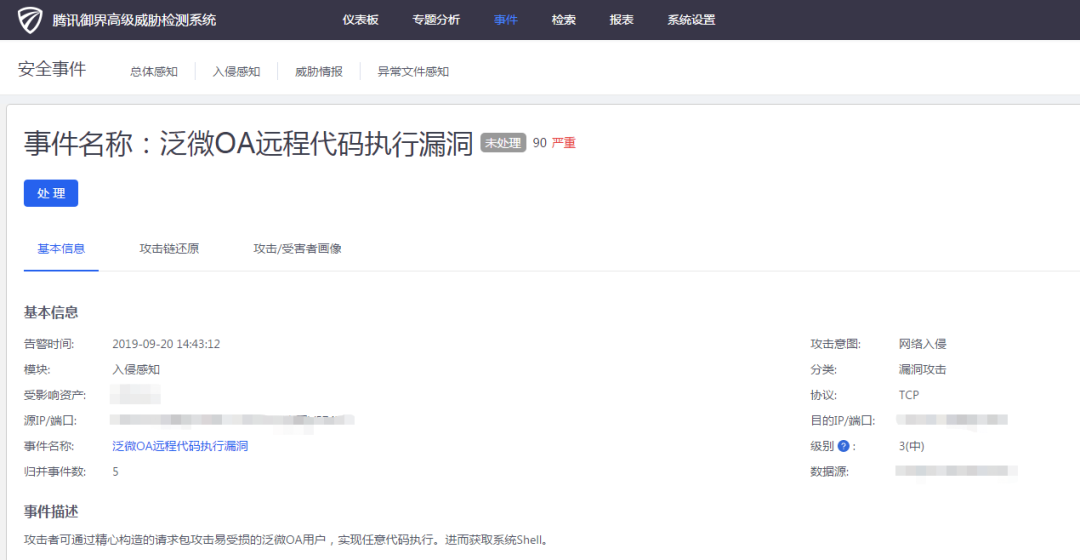 腾讯御界高级威胁检测系统 仪表板 专题分析 事件 检索 报表 系统设置
安全事件 总体感知 入侵感知 威胁情报 异常文件感知
事件名称：泛微OA远程代码执行漏洞 未处理 90 严重
处 理
基本信息 攻击链还原 攻击/受害者画像
基本信息
告警时间: 2019-09-20 14:43:12 攻击意图: 网络入侵
模块: 入侵感知 分类: 漏洞攻击
受影响资产: 协议: TCP
源IP/端口: 目的IP/端口:
事件名称: 泛微OA远程代码执行漏洞 级别 ? : 3(中)
归并事件数: 5 数据源:
事件描述
攻击者可通过精心构造的请求包攻击易受损的泛微OA用户，实现任意代码执行。进而获取系统Shell。